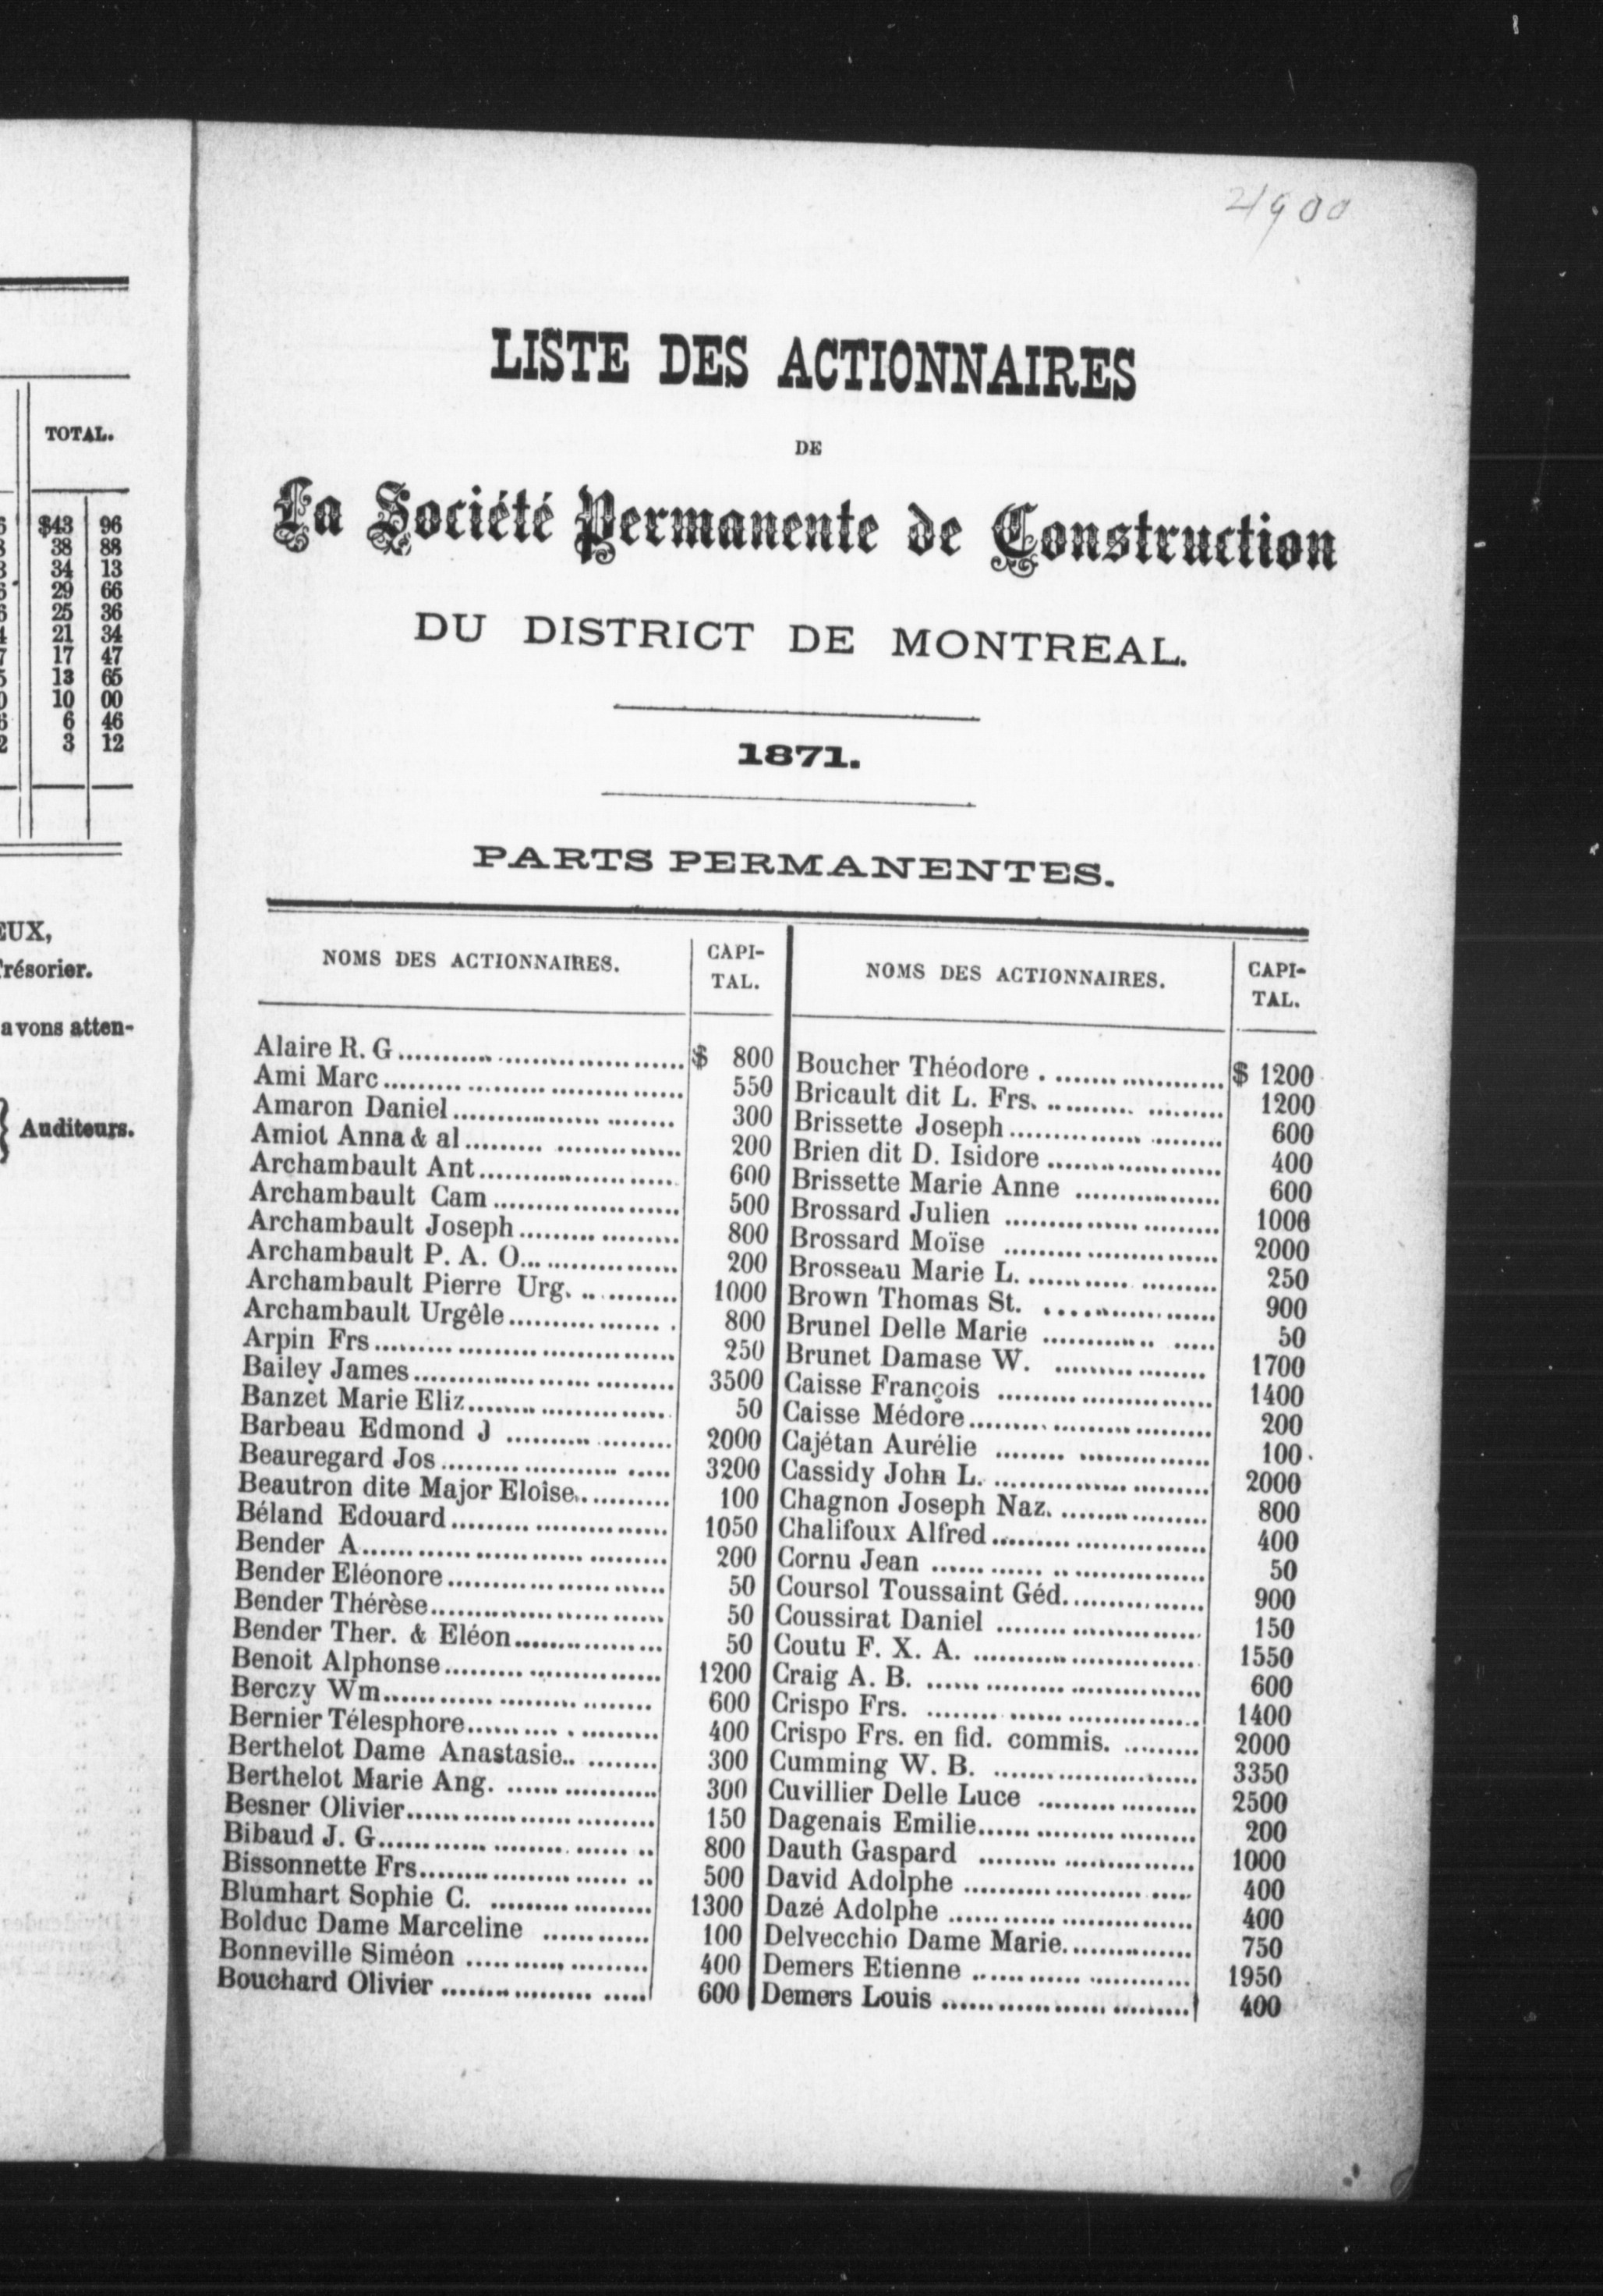 TOTAL.
$43 96
38 88
34 13
29 66
25 36
21 34
17 47
13 65
10 00
6 46
3 12
EUX,
Trésorier.
avons atten-
Auditeurs.
21900
LISTE DES ACTIONNAIRES
DE
La Société Permanente de Construction
DU DISTRICT DE MONTREAL.
1871.
PARTS PERMANENTES.
NOMS DES ACTIONNAIRES. CAPI-
TAL.
Alaire R. G $ 800
Ami Marc 550
Amaron Daniel 300
Amiot Anna & al 200
Archambault Ant 600
Archambault Cam 500
Archambault Joseph 800
Archambault P. A. O. 200
Archambault Pierre Urg. 1000
Archambault Urgêle 800
Arpin Frs 250
Bailey James 3500
Banzet Marie Eliz 50
Barbeau Edmond J 2000
Beauregard Jos 3200
Beautron dite Major Eloise 100
Béland Edouard 1050
Bender A 200
Bender Eléonore 50
Bender Thérèse 50
Bender Ther. & Eléon 50
Benoit Alphonse 1200
Berczy Wm 600
Bernier Télesphore 400
Berthelot Dame Anastasie 300
Berthelot Marie Ang. 300
Besner Olivier 150
Bibaud J. G 800
Bissonnette Frs 500
Blumhart Sophie C. 1300
Bolduc Dame Marceline 100
Bonneville Siméon 400
Bouchard Olivier 600
NOMS DES ACTIONNAIRES. CAPI-
TAL.
Boucher Théodore $ 1200
Bricault dit L. Frs. 1200
Brissette Joseph 600
Brien dit D. Isidore 400
Brissette Marie Anne 600
Brossard Julien 1000
Brossard Moïse 2000
Brosseau Marie L. 250
Brown Thomas St. 900
Brunel Delle Marie 50
Brunet Damase W. 1700
Caisse François 1400
Caisse Médore 200
Cajétan Aurélie 100
Cassidy John L. 2000
Chagnon Joseph Naz. 800
Chalifoux Alfred 400
Cornu Jean 50
Coursol Toussaint Géd. 900
Coussirat Daniel 150
Coutu F. X. A. 1550
Craig A. B. 600
Crispo Frs. 1400
Crispo Frs. en fid. commis. 2000
Cumming W. B. 3350
Cuvillier Delle Luce 2500
Dagenais Emilie 200
Dauth Gaspard 1000
David Adolphe 400
Dazé Adolphe 400
Delvecchio Dame Marie 750
Demers Etienne 1950
Demers Louis 400